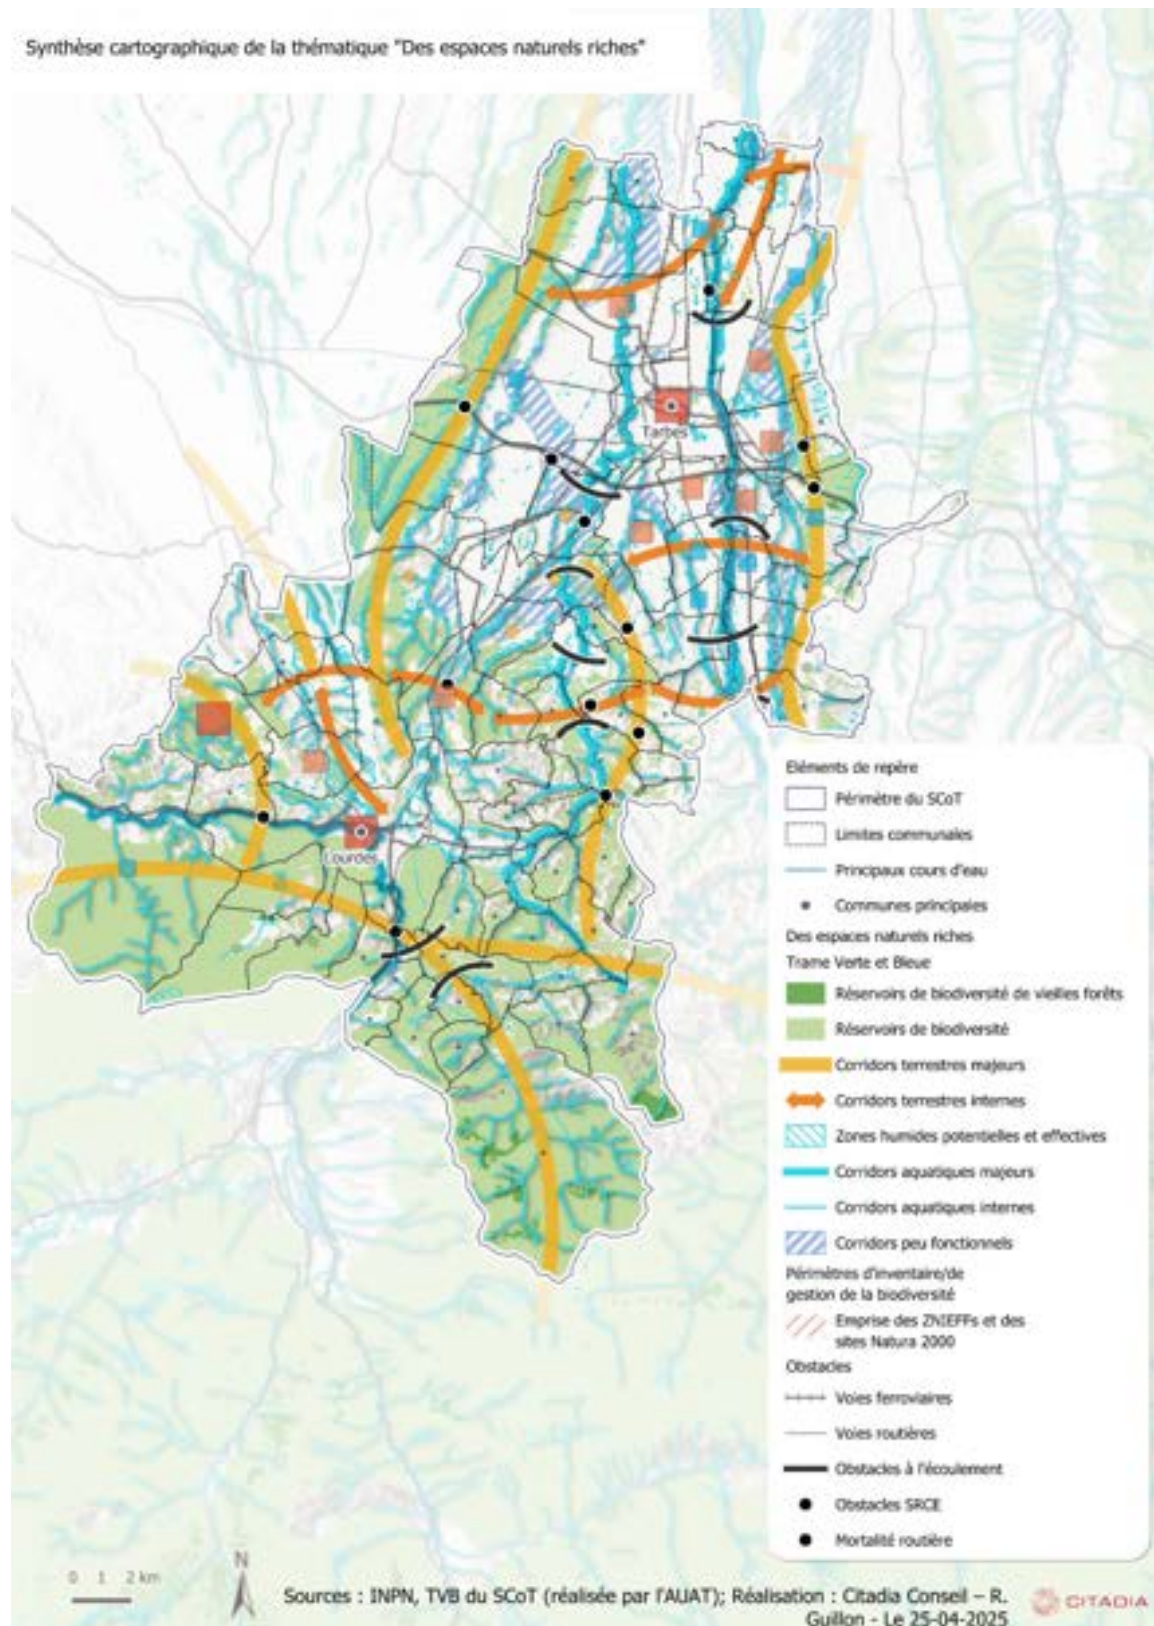 Synthèse cartographique de la thématique "Des espaces naturels riches"
Tarbes
Lourdes
Eléments de repère
Périmètre du SCoT
Limites communales
Principaux cours d'eau
Communes principales
Des espaces naturels riches
Trame Verte et Bleue
Réservoirs de biodiversité de vieilles forêts
Réservoirs de biodiversité
Corridors terrestres majeurs
Corridors terrestres internes
Zones humides potentielles et effectives
Corridors aquatiques majeurs
Corridors aquatiques internes
Corridors peu fonctionnels
Périmètres d'inventaire/de
gestion de la biodiversité
Emprise des ZNIEFFs et des
sites Natura 2000
Obstacles
Voies ferroviaires
Voies routières
Obstacles à l'écoulement
Obstacles SRCE
Mortalité routière
0 1 2 km
N
Sources : INPN, TVB du SCoT (réalisée par l'AUAT); Réalisation : Citadia Conseil – R.
Guillon - Le 25-04-2025
CITADIA